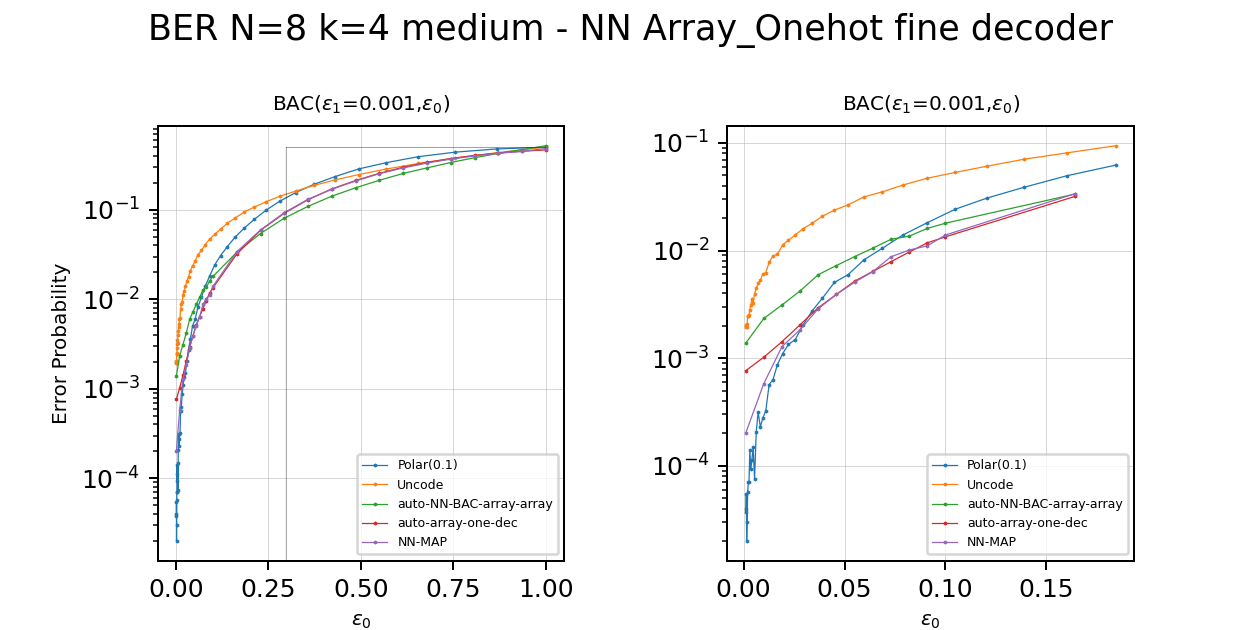 BER N=8 k=4 medium - NN Array_Onehot fine decoder
BAC(ε₁=0.001,ε₀)
Error Probability
10⁻¹
10⁻²
10⁻³
10⁻⁴
0.00 0.25 0.50 0.75 1.00
ε₀
Polar(0.1)
Uncode
auto-NN-BAC-array-array
auto-array-one-dec
NN-MAP
BAC(ε₁=0.001,ε₀)
10⁻¹
10⁻²
10⁻³
10⁻⁴
0.00 0.05 0.10 0.15
ε₀
Polar(0.1)
Uncode
auto-NN-BAC-array-array
auto-array-one-dec
NN-MAP